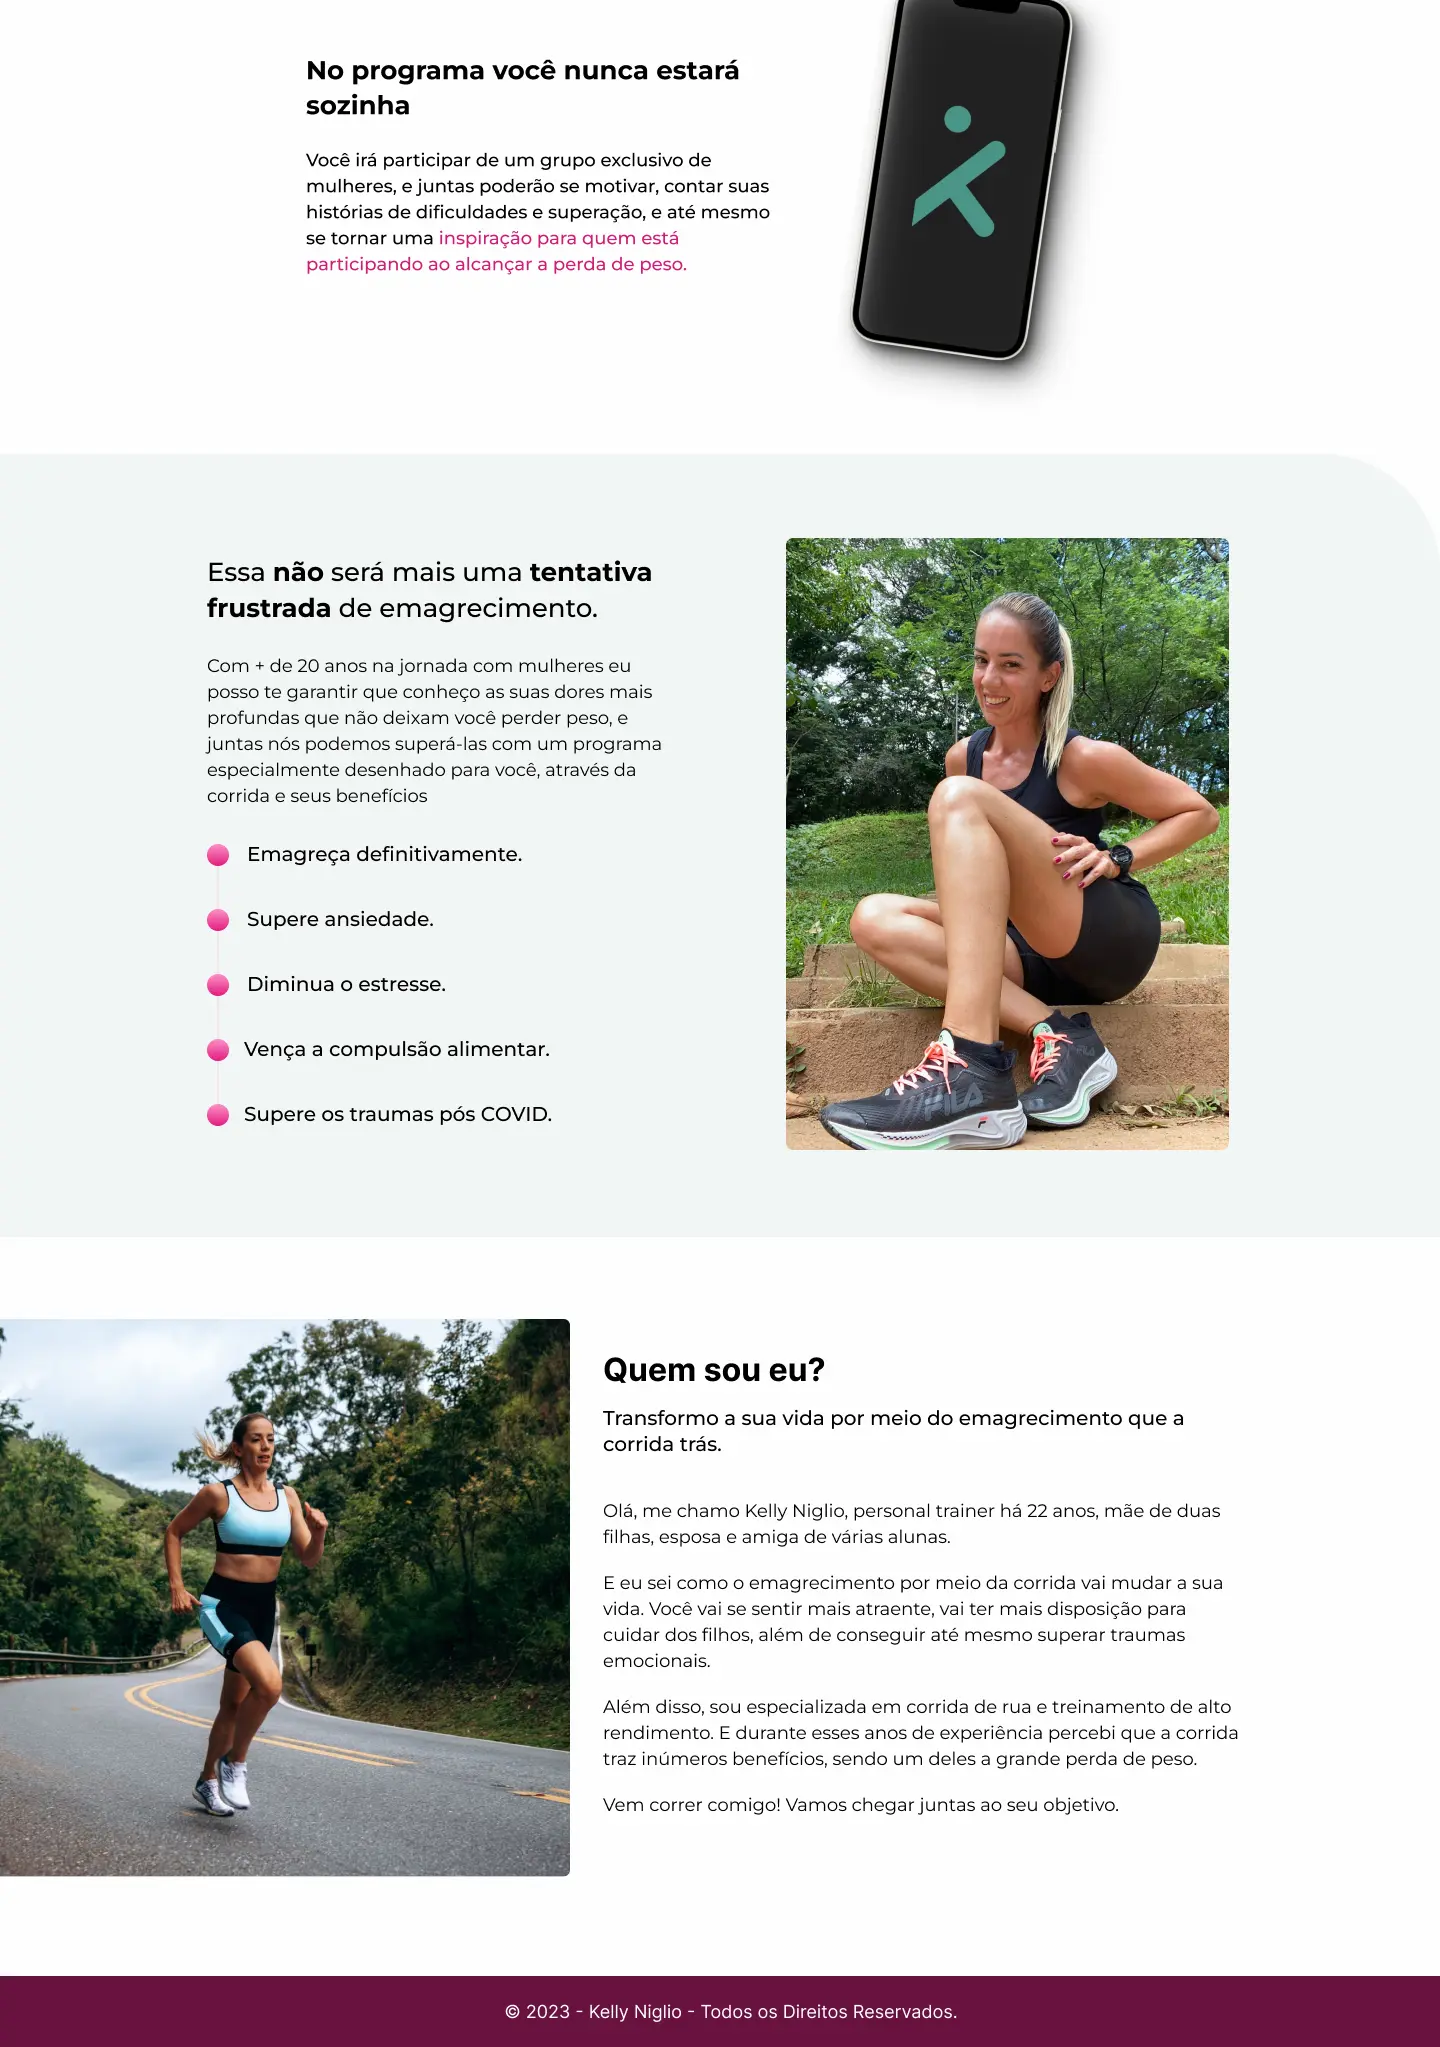 No programa você nunca estará
sozinha
Você irá participar de um grupo exclusivo de
mulheres, e juntas poderão se motivar, contar suas
histórias de dificuldades e superação, e até mesmo
se tornar uma inspiração para quem está
participando ao alcançar a perda de peso.
Essa não será mais uma tentativa
frustrada de emagrecimento.
Com + de 20 anos na jornada com mulheres eu
posso te garantir que conheço as suas dores mais
profundas que não deixam você perder peso, e
juntas nós podemos superá-las com um programa
especialmente desenhado para você, através da
corrida e seus benefícios
Emagreça definitivamente.
Supere ansiedade.
Diminua o estresse.
Vença a compulsão alimentar.
Supere os traumas pós COVID.
FILA
Quem sou eu?
Transformo a sua vida por meio do emagrecimento que a
corrida trás.
Olá, me chamo Kelly Niglio, personal trainer há 22 anos, mãe de duas
filhas, esposa e amiga de várias alunas.
E eu sei como o emagrecimento por meio da corrida vai mudar a sua
vida. Você vai se sentir mais atraente, vai ter mais disposição para
cuidar dos filhos, além de conseguir até mesmo superar traumas
emocionais.
Além disso, sou especializada em corrida de rua e treinamento de alto
rendimento. E durante esses anos de experiência percebi que a corrida
traz inúmeros benefícios, sendo um deles a grande perda de peso.
Vem correr comigo! Vamos chegar juntas ao seu objetivo.
© 2023 - Kelly Niglio - Todos os Direitos Reservados.